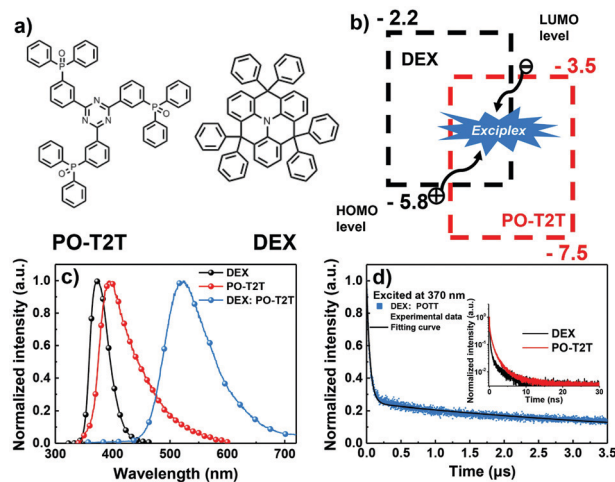 a)
O
P
N
N
N
P
O
P
O
N
PO-T2T
DEX
b)
- 2.2
LUMO
level
DEX
- 3.5
Exciplex
HOMO
level
- 5.8
PO-T2T
- 7.5
c)
DEX
PO-T2T
DEX: PO-T2T
Normalized intensity (a.u.)
1.0
0.8
0.6
0.4
0.2
0.0
300
400
500
600
700
Wavelength (nm)
d)
Excited at 370 nm
DEX: POTT
Experimental data
Fitting curve
Normalized intensity (a.u.)
1.0
0.8
0.6
0.4
0.2
0.0
0.0
0.5
1.0
1.5
2.0
2.5
3.0
3.5
Time (μs)
Normalized intensity (a.u.)
DEX
PO-T2T
0
10
20
30
Time (ns)